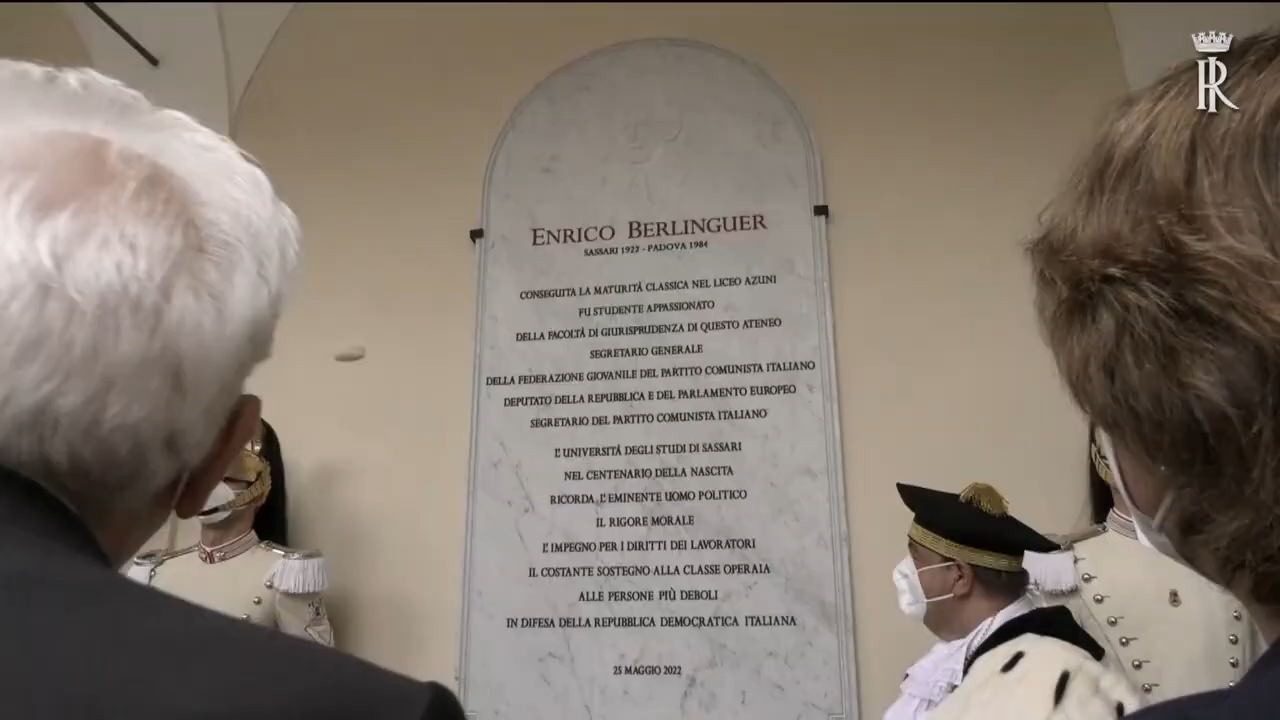 ENRICO BERLINGUER
SASSARI 1922 - PADOVA 1984
CONSEGUITA LA MATURITÀ CLASSICA NEL LICEO AZUNI
FU STUDENTE APPASSIONATO
DELLA FACOLTÀ DI GIURISPRUDENZA DI QUESTO ATENEO
SEGRETARIO GENERALE
DELLA FEDERAZIONE GIOVANILE DEL PARTITO COMUNISTA ITALIANO
DEPUTATO DELLA REPUBBLICA E DEL PARLAMENTO EUROPEO
SEGRETARIO DEL PARTITO COMUNISTA ITALIANO
L'UNIVERSITÀ DEGLI STUDI DI SASSARI
NEL CENTENARIO DELLA NASCITA
RICORDA L'EMINENTE UOMO POLITICO
IL RIGORE MORALE
L'IMPEGNO PER I DIRITTI DEI LAVORATORI
IL COSTANTE SOSTEGNO ALLA CLASSE OPERAIA
ALLE PERSONE PIÙ DEBOLI
IN DIFESA DELLA REPUBBLICA DEMOCRATICA ITALIANA
25 MAGGIO 2022